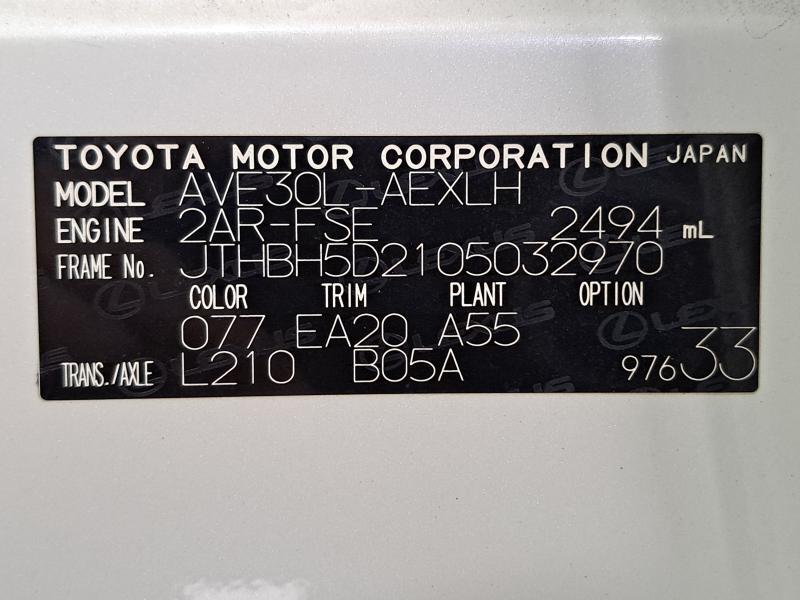 TOYOTA MOTOR CORPORATION JAPAN
MODEL AVE30L-AEXLH
ENGINE 2AR-FSE 2494 mL
FRAME No. JTHBH5D2105032970
COLOR TRIM PLANT OPTION
077 EA20 A55
TRANS./AXLE L210 B05A 97633
LEXUS